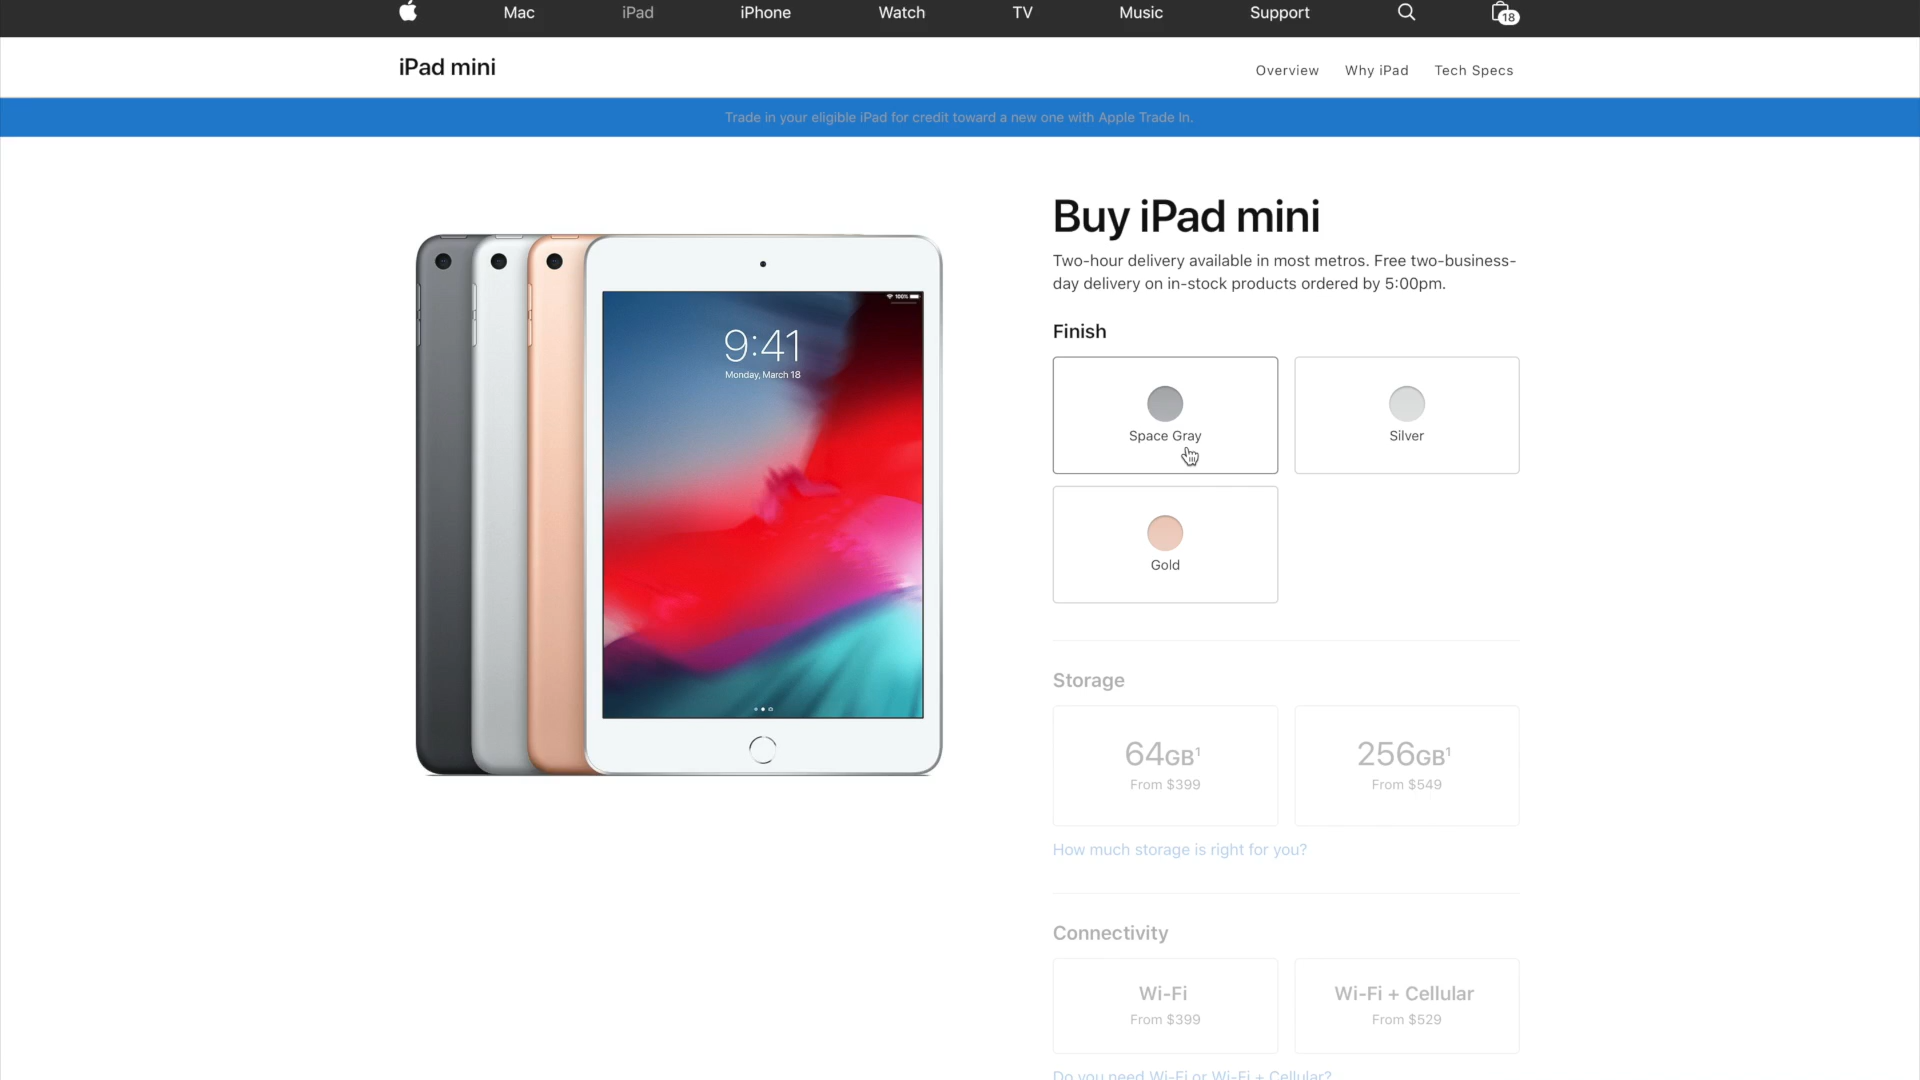 Mac
iPad
iPhone
Watch
TV
Music
Support
18
iPad mini
Overview
Why iPad
Tech Specs
Trade in your eligible iPad for credit toward a new one with Apple Trade In.
100%
9:41
Monday, March 18
Buy iPad mini
Two-hour delivery available in most metros. Free two-business-
day delivery on in-stock products ordered by 5:00pm.
Finish
Space Gray
Silver
Gold
Storage
64GB¹
From $399
256GB¹
From $549
How much storage is right for you?
Connectivity
Wi-Fi
From $399
Wi-Fi + Cellular
From $529
Do you need Wi-Fi or Wi-Fi + Cellular?